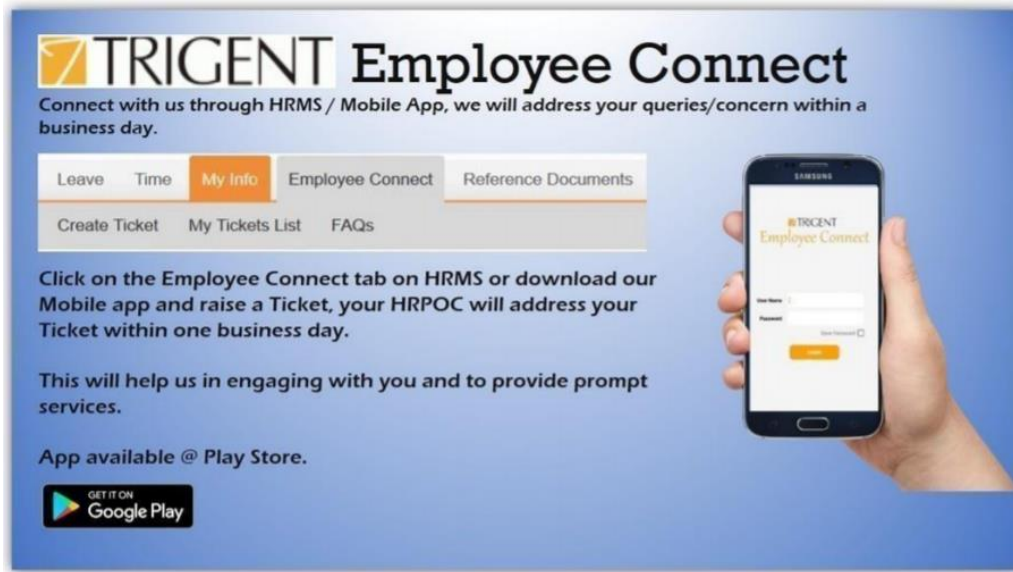 TRIGENT Employee Connect
Connect with us through HRMS / Mobile App, we will address your queries/concern within a
business day.
Leave Time My Info Employee Connect Reference Documents
Create Ticket My Tickets List FAQs
Click on the Employee Connect tab on HRMS or download our
Mobile app and raise a Ticket, your HRPOC will address your
Ticket within one business day.
This will help us in engaging with you and to provide prompt
services.
App available @ Play Store.
GET IT ON
Google Play
SAMSUNG
TRIGENT
Employee Connect
User Name
Password
Save Password